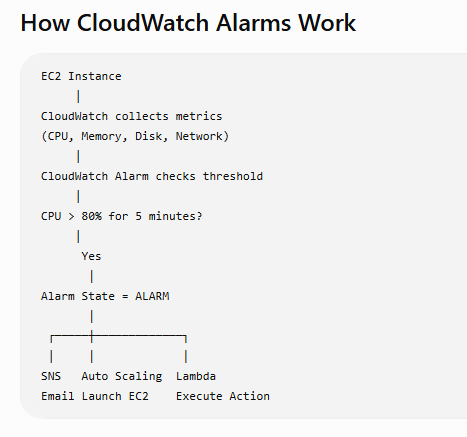 How CloudWatch Alarms Work
EC2 Instance
CloudWatch collects metrics
(CPU, Memory, Disk, Network)
CloudWatch Alarm checks threshold
CPU > 80% for 5 minutes?
Yes
Alarm State = ALARM
SNS Auto Scaling Lambda
Email Launch EC2 Execute Action